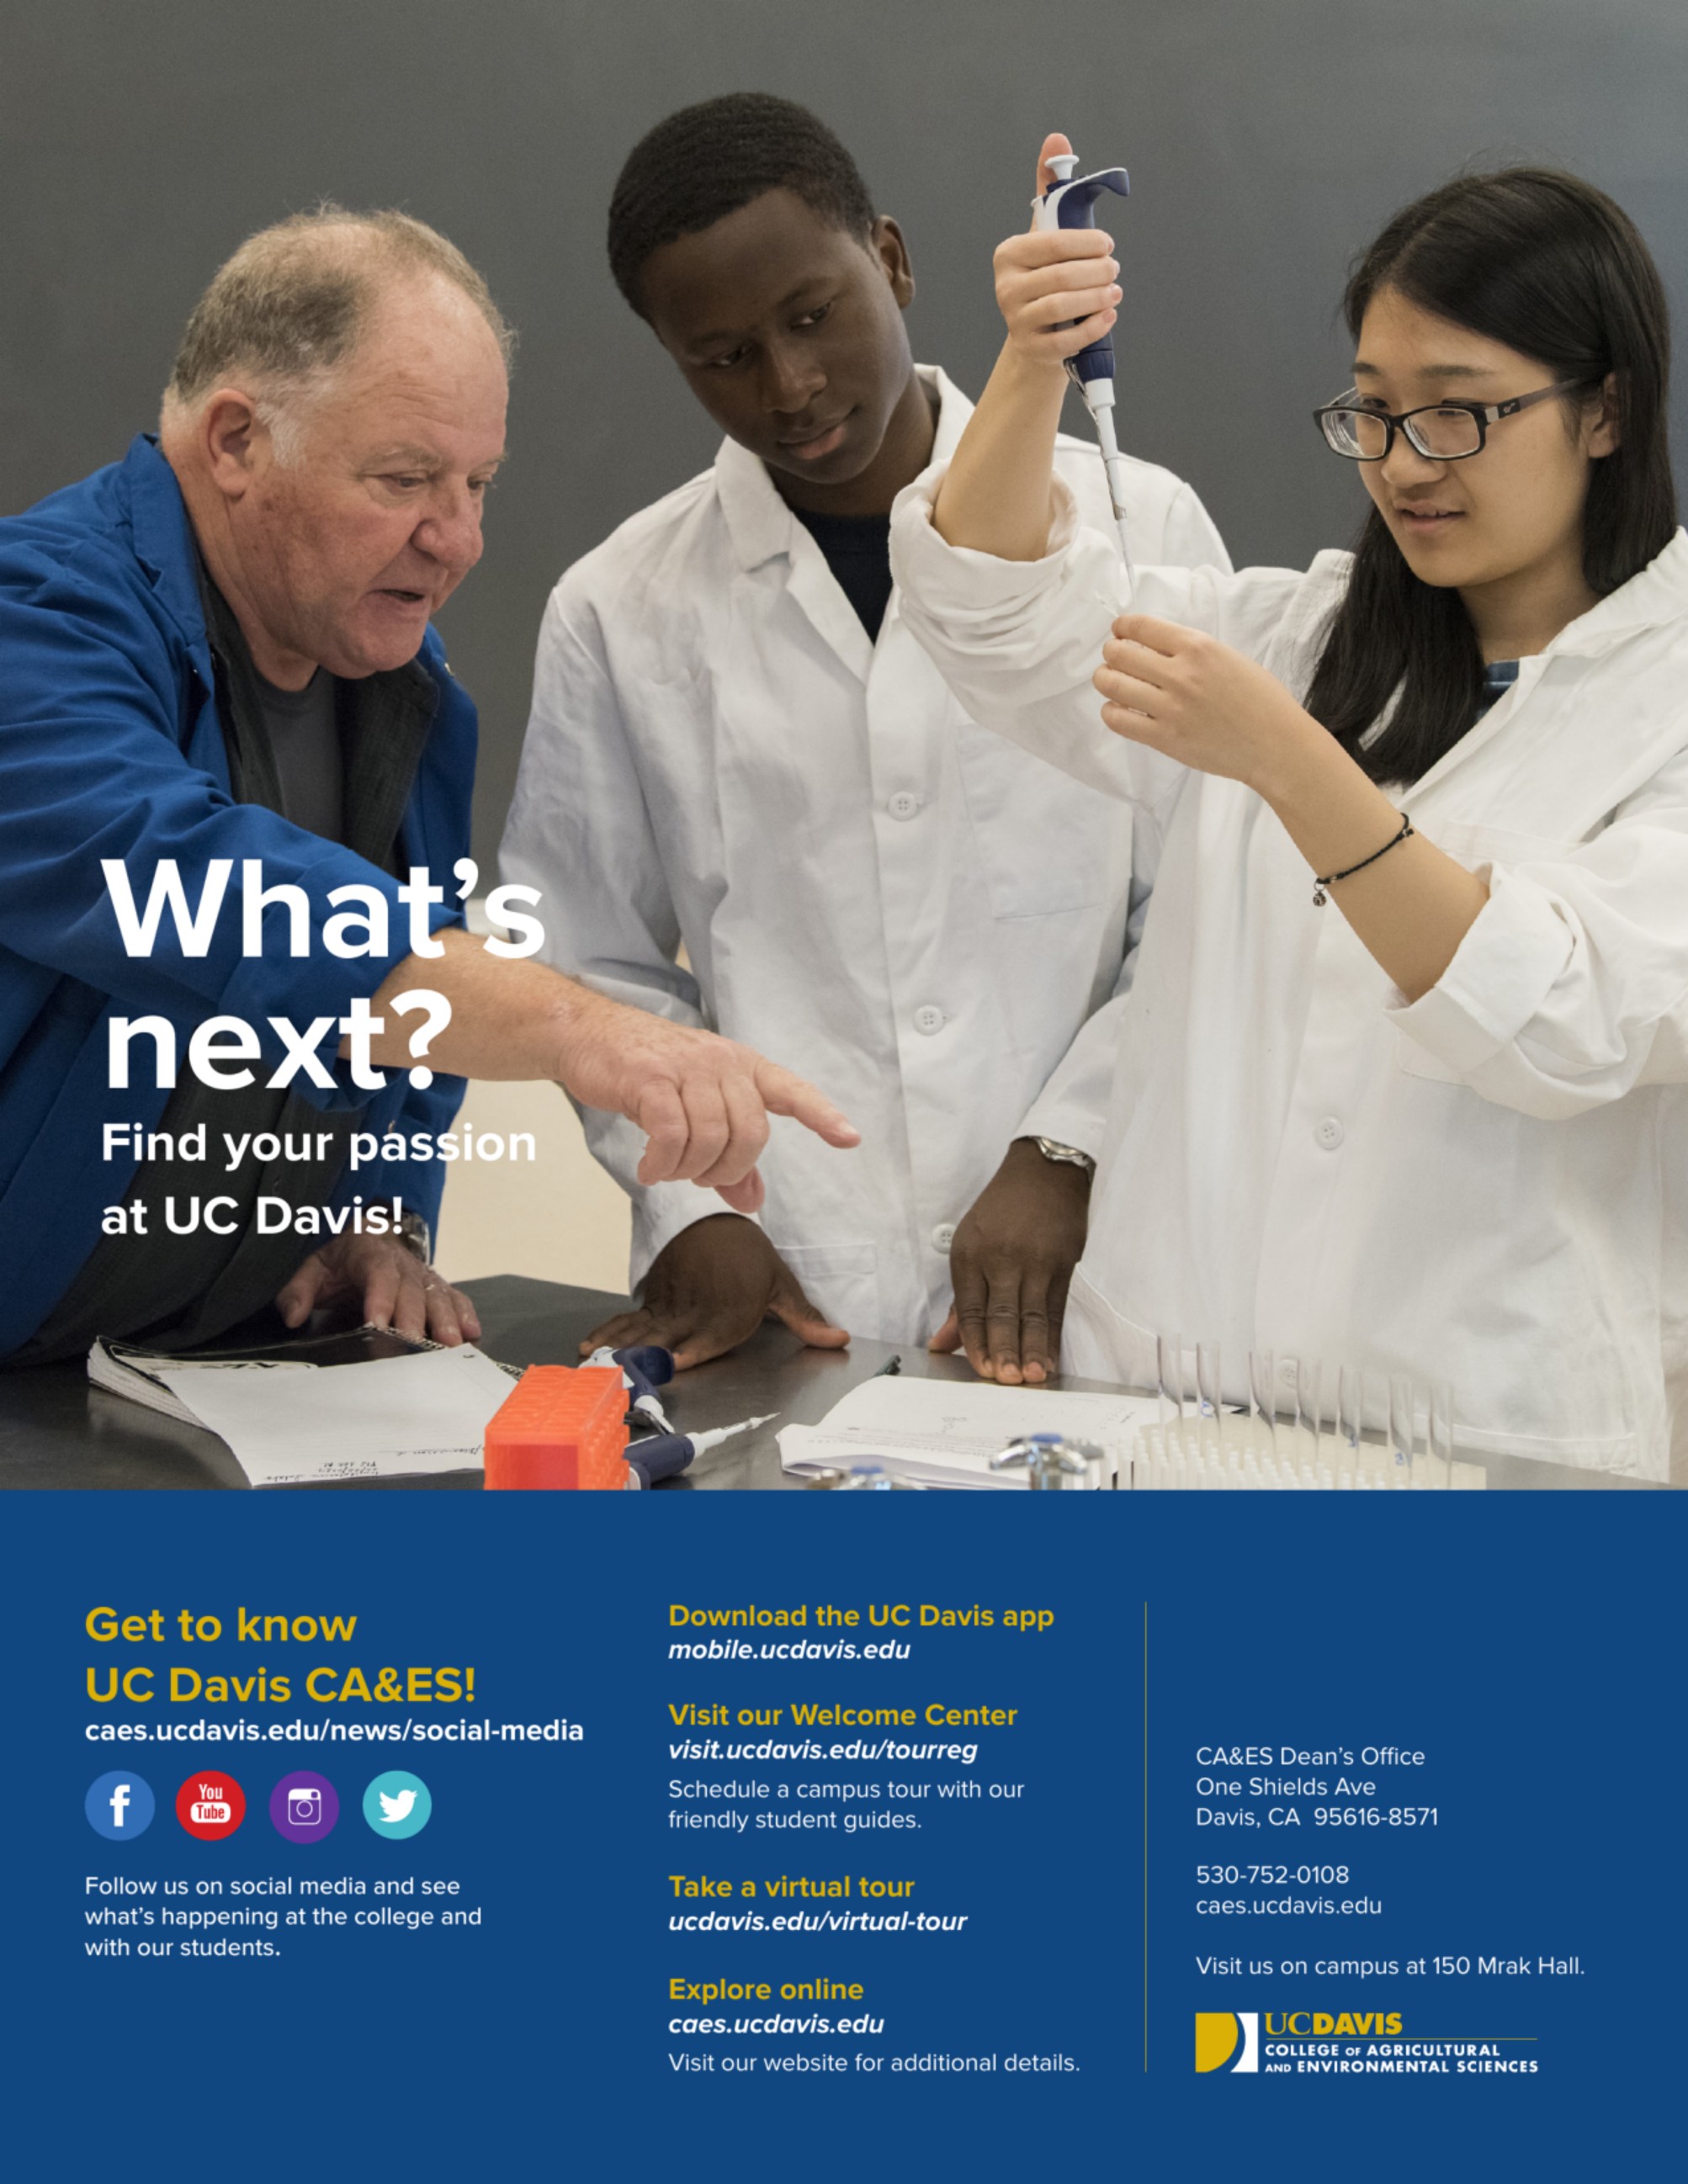 What's
next?
Find your passion
at UC Davis!
Get to know
UC Davis CA&ES!
caes.ucdavis.edu/news/social-media
f
You
Tube
Follow us on social media and see
what's happening at the college and
with our students.
Download the UC Davis app
mobile.ucdavis.edu
Visit our Welcome Center
visit.ucdavis.edu/tourreg
Schedule a campus tour with our
friendly student guides.
Take a virtual tour
ucdavis.edu/virtual-tour
Explore online
caes.ucdavis.edu
Visit our website for additional details.
CA&ES Dean's Office
One Shields Ave
Davis, CA 95616-8571
530-752-0108
caes.ucdavis.edu
Visit us on campus at 150 Mrak Hall.
UCDAVIS
COLLEGE OF AGRICULTURAL
AND ENVIRONMENTAL SCIENCES